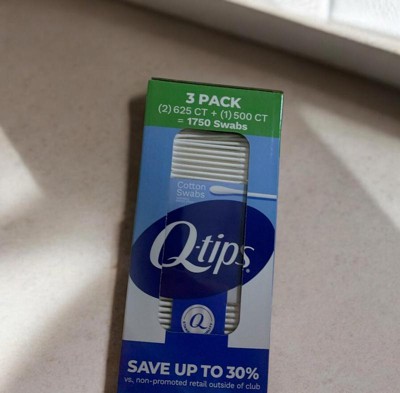 3 PACK
(2) 625 CT + (1) 500 CT
= 1750 Swabs
Cotton
Swabs
Q-tips
Q
SAVE UP TO 30%
vs. non-promoted retail outside of club